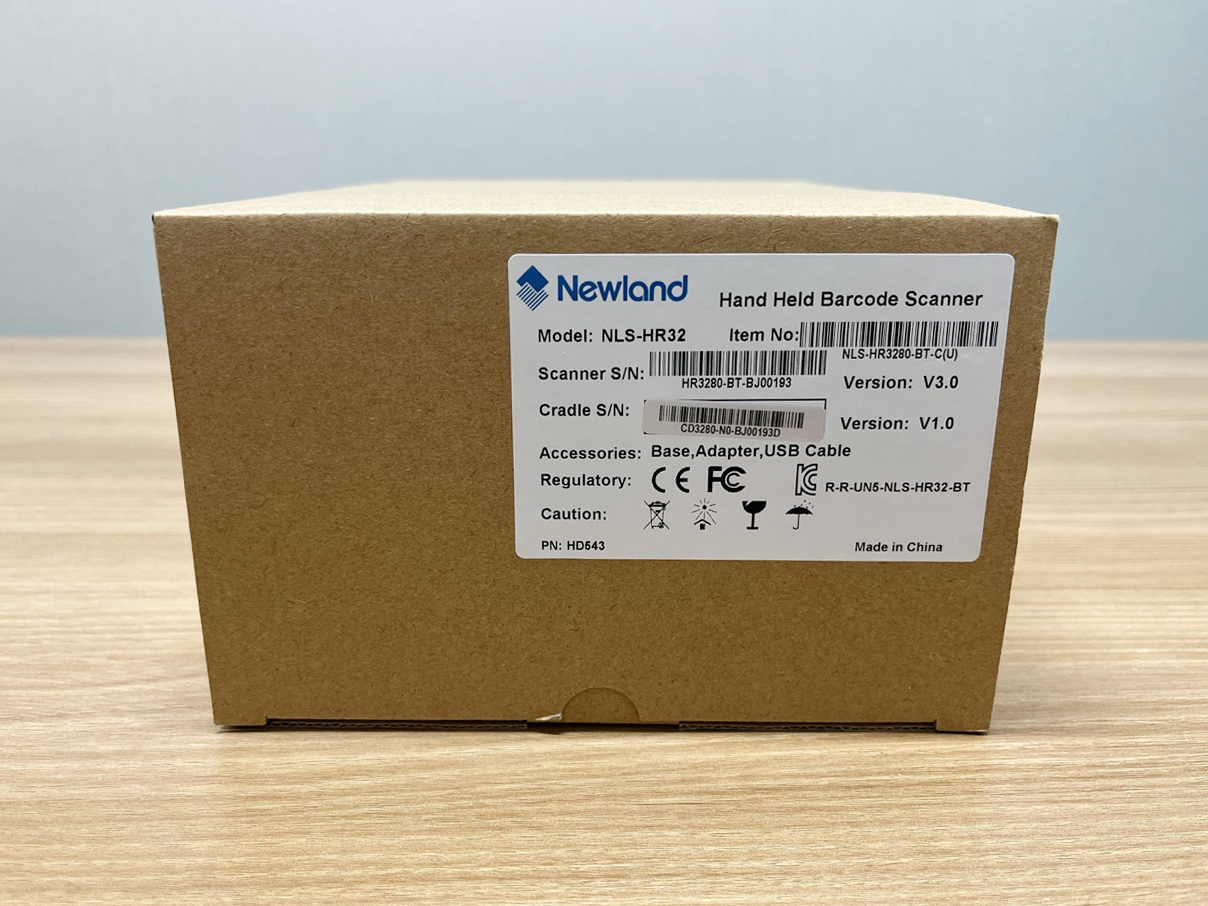 Newland
Hand Held Barcode Scanner
Model: NLS-HR32 Item No:
NLS-HR3280-BT-C(U)
Scanner S/N:
HR3280-BT-BJ00193
Version: V3.0
Cradle S/N:
CD3280-N0-BJ00193D
Version: V1.0
Accessories: Base,Adapter,USB Cable
Regulatory: CE FC R-R-UN5-NLS-HR32-BT
Caution:
PN: HD543 Made in China